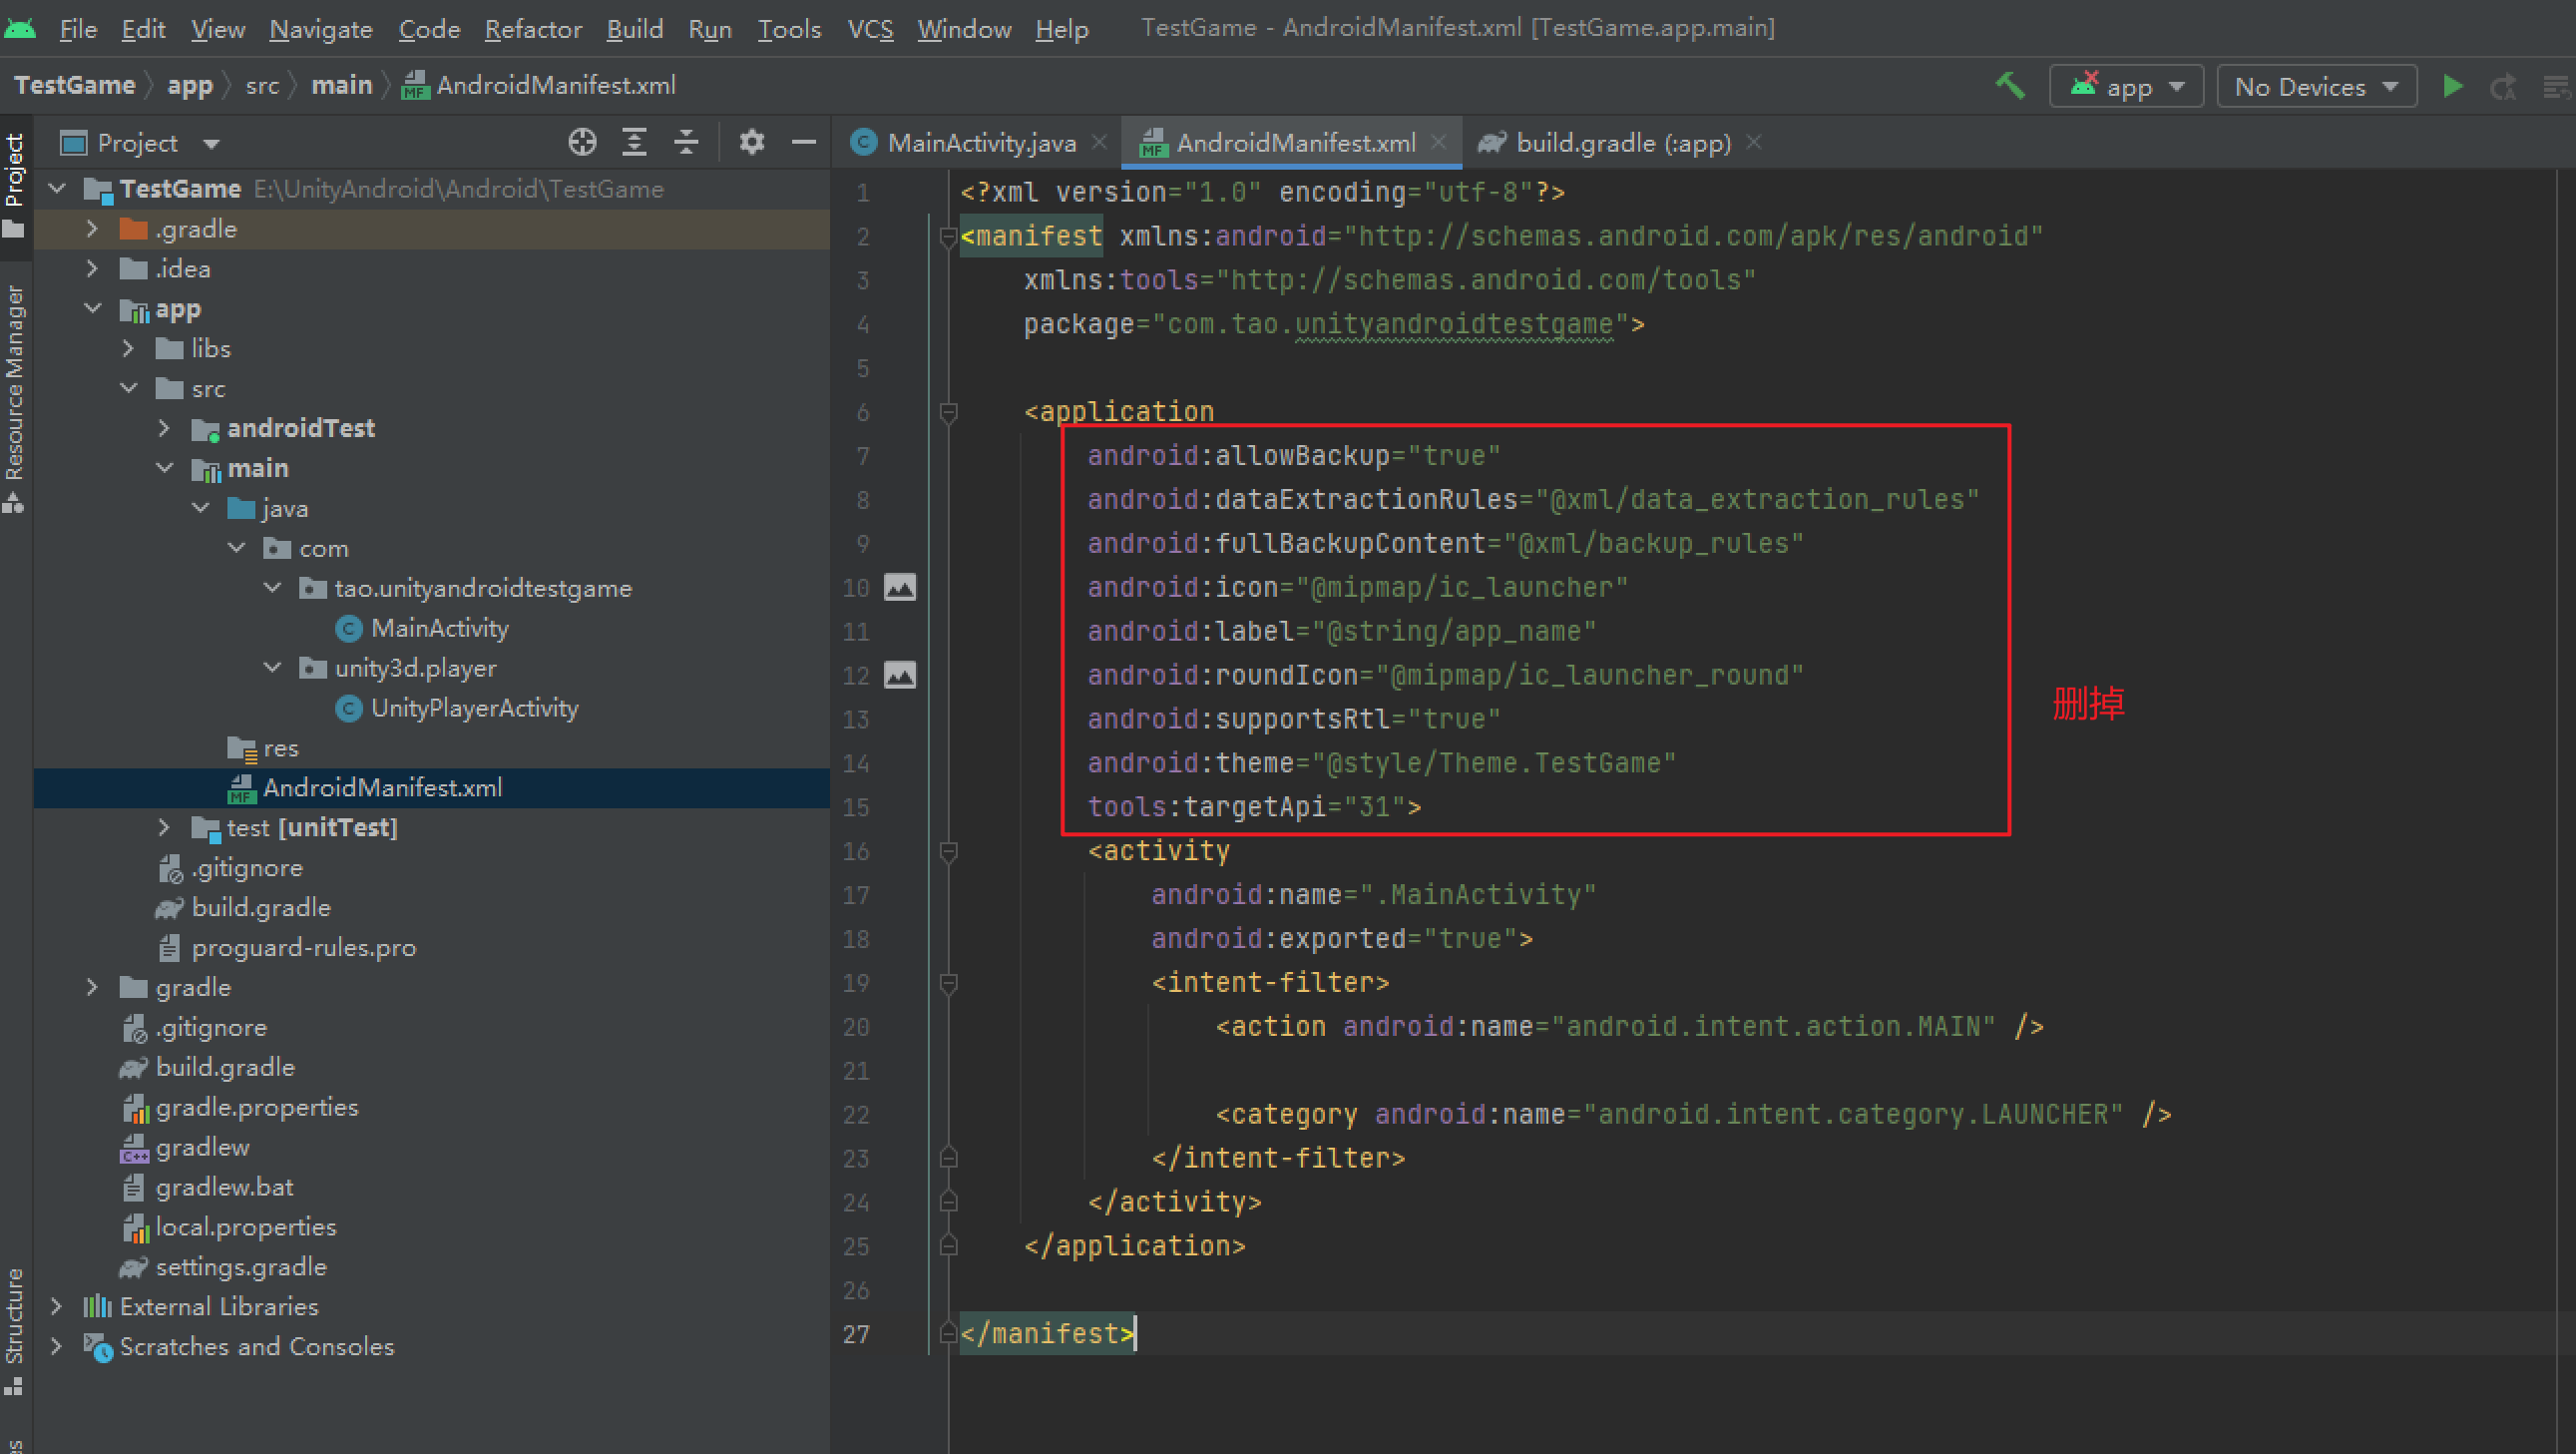 File Edit View Navigate Code Refactor Build Run Tools VCS Window Help TestGame - AndroidManifest.xml [TestGame.app.main]
TestGame app src main AndroidManifest.xml app No Devices
Project
Resource Manager
Structure
Project
TestGame E:\UnityAndroid\Android\TestGame
.gradle
.idea
app
libs
src
androidTest
main
java
com
tao.unityandroidtestgame
MainActivity
unity3d.player
UnityPlayerActivity
res
AndroidManifest.xml
test [unitTest]
.gitignore
build.gradle
proguard-rules.pro
gradle
.gitignore
build.gradle
gradle.properties
gradlew
gradlew.bat
local.properties
settings.gradle
External Libraries
Scratches and Consoles
MainActivity.java AndroidManifest.xml build.gradle (:app)
1 <?xml version="1.0" encoding="utf-8"?>
2 <manifest xmlns:android="http://schemas.android.com/apk/res/android"
3 xmlns:tools="http://schemas.android.com/tools"
4 package="com.tao.unityandroidtestgame">
5
6 <application
7 android:allowBackup="true"
8 android:dataExtractionRules="@xml/data_extraction_rules"
9 android:fullBackupContent="@xml/backup_rules"
10 android:icon="@mipmap/ic_launcher"
11 android:label="@string/app_name"
12 android:roundIcon="@mipmap/ic_launcher_round"
删掉
13 android:supportsRtl="true"
14 android:theme="@style/Theme.TestGame"
15 tools:targetApi="31">
16 <activity
17 android:name=".MainActivity"
18 android:exported="true">
19 <intent-filter>
20 <action android:name="android.intent.action.MAIN" />
21
22 <category android:name="android.intent.category.LAUNCHER" />
23 </intent-filter>
24 </activity>
25 </application>
26
27 </manifest>